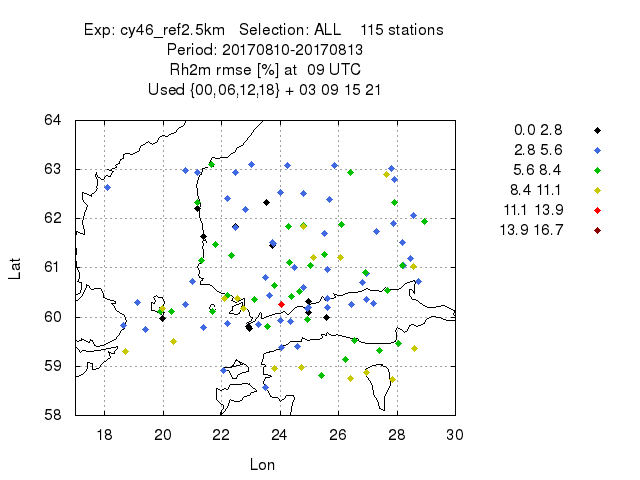 Exp: cy46_ref2.5km   Selection: ALL    115 stations
Period: 20170810-20170813
Rh2m rmse [%] at  09 UTC
Used {00,06,12,18} + 03 09 15 21
64
63
62
61
60
59
58
Lat
18 20 22 24 26 28 30
Lon
0.0 2.8
2.8 5.6
5.6 8.4
8.4 11.1
11.1 13.9
13.9 16.7